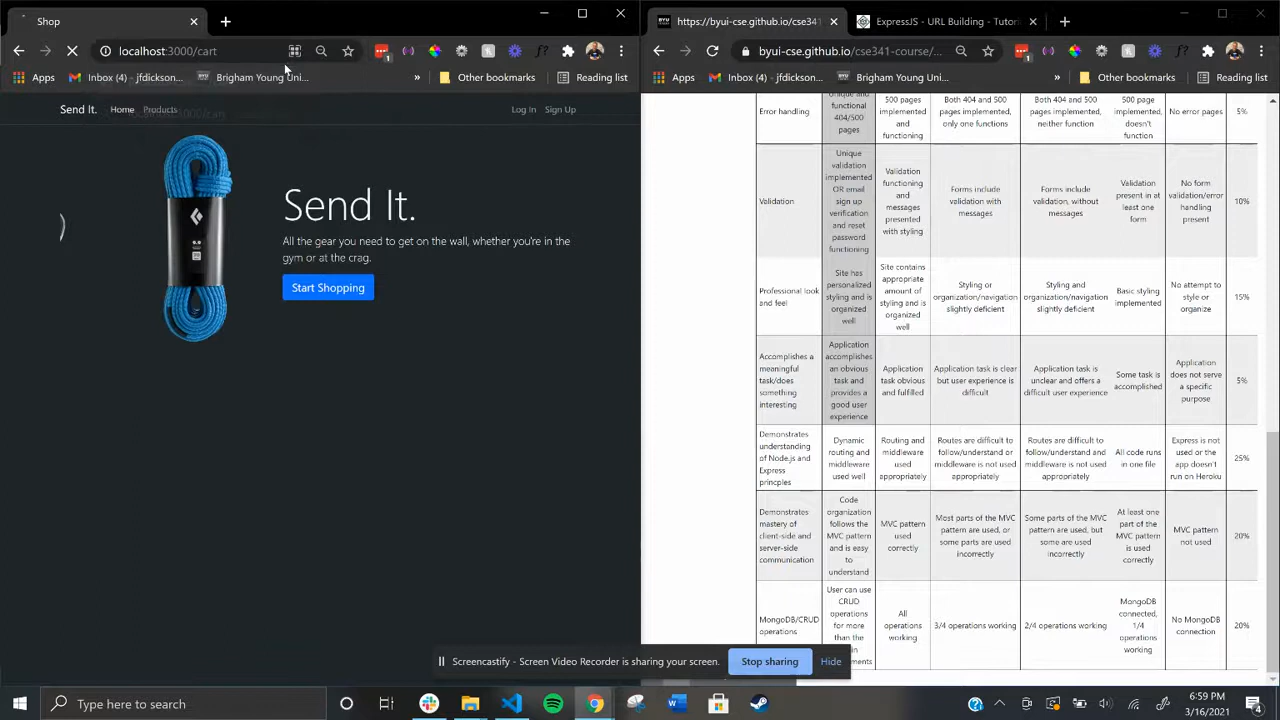 Shop
https://byui-cse.github.io/cse341
ExpressJS - URL Building - Tutori
localhost:3000/cart
byui-cse.github.io/cse341-course/...
Apps
Inbox (4) - jfdickson...
Brigham Young Uni...
»
Other bookmarks
Reading list
Apps
Inbox (4) - jfdickson...
Brigham Young Uni...
»
Other bookmarks
Reading list
Send It.
Home
Products
Log In
Sign Up
Send It.
All the gear you need to get on the wall, whether you're in the
gym or at the crag.
Start Shopping
Error handling
unique and
functional
404/500
pages
500 pages
implemented
and
functioning
Both 404 and 500
pages implemented,
only one functions
Both 404 and 500
pages implemented,
neither function
500 page
implemented,
doesn't
function
No error pages
5%
Validation
Unique
validation
implemented
OR email
sign up
verification
and reset
password
functioning
Validation
functioning
and
messages
presented
with styling
Forms include
validation with
messages
Forms include
validation, without
messages
Validation
present in at
least one
form
No form
validation/error
handling
present
10%
Professional look
and feel
Site has
personalized
styling and is
organized
well
Site contains
appropriate
amount of
styling and is
organized
well
Styling or
organization/navigation
slightly deficient
Styling and
organization/navigation
slightly deficient
Basic styling
implemented
No attempt to
style or
organize
15%
Accomplishes a
meaningful
task/does
something
interesting
Application
accomplishes
an obvious
task and
provides a
good user
experience
Application
task obvious
and fulfilled
Application task is clear
but user experience is
difficult
Application task is
unclear and offers a
difficult user experience
Some task is
accomplished
Application
does not serve
a specific
purpose
5%
Demonstrates
understanding
of Node.js and
Express
princples
Dynamic
routing and
middleware
used well
Routing and
middleware
used
appropriately
Routes are difficult to
follow/understand or
middleware is not used
appropriately
Routes are difficult to
follow/understand and
middleware is not used
appropriately
All code runs
in one file
Express is not
used or the
app doesn't
run on Heroku
25%
Demonstrates
mastery of
client-side and
server-side
communication
Code
organization
follows the
MVC pattern
and is easy
to
understand
MVC pattern
used
correctly
Most parts of the MVC
pattern are used, or
some parts are used
incorrectly
Some parts of the MVC
pattern are used, but
some are used
incorrectly
At least one
part of the
MVC pattern
is used
correctly
MVC pattern
not used
20%
MongoDB/CRUD
operations
User can use
CRUD
operations
for more
than the
All
operations
working
3/4 operations working
2/4 operations working
MongoDB
connected,
1/4
operations
working
No MongoDB
connection
20%
Screencastify - Screen Video Recorder is sharing your screen.
Stop sharing
Hide
Type here to search
6:59 PM
3/16/2021
4